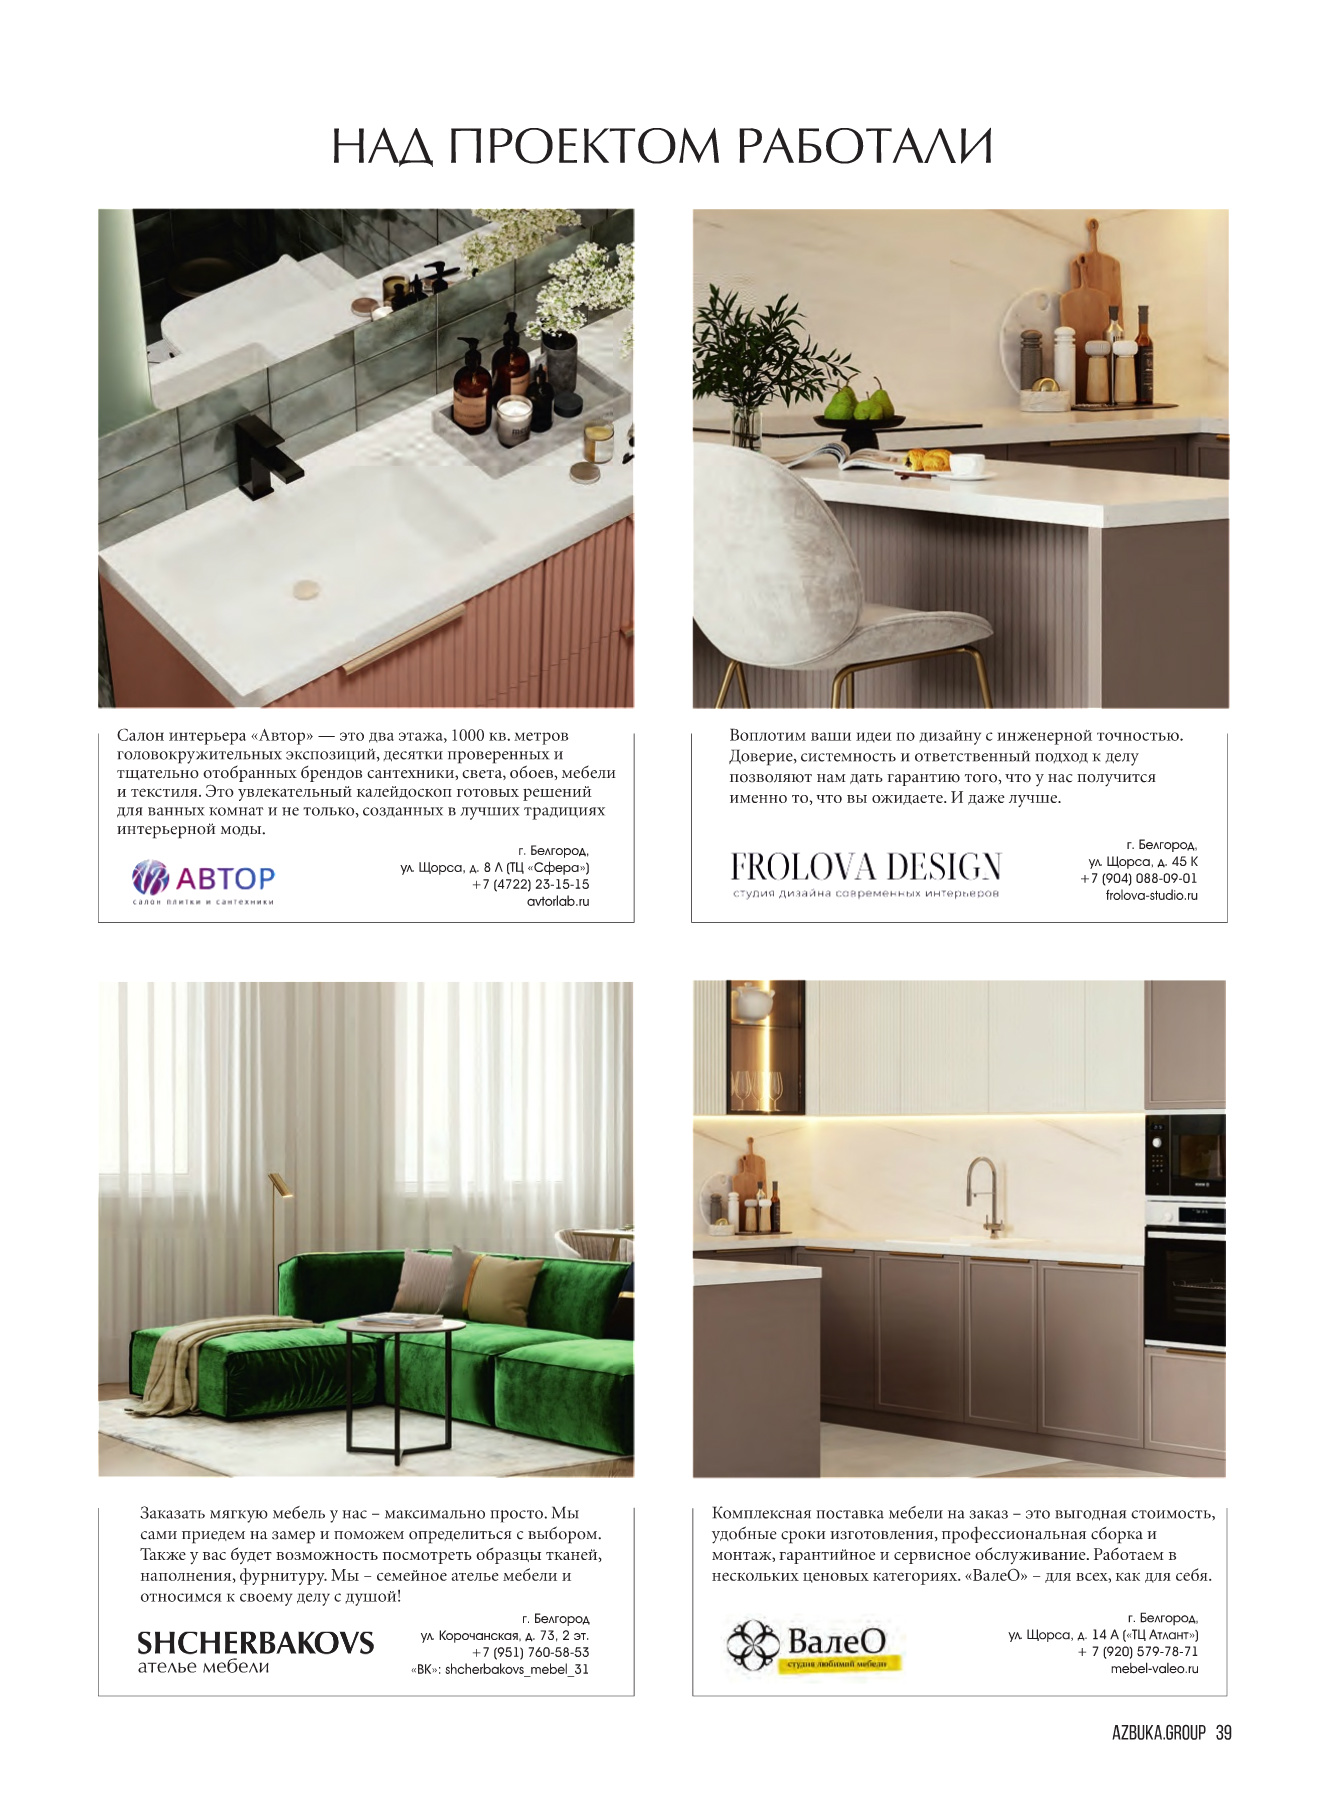 НАД ПРОЕКТОМ РАБОТАЛИ
Салон интерьера «Автор» — это два этажа, 1000 кв. метров
головокружительных экспозиций, десятки проверенных и
тщательно отобранных брендов сантехники, света, обоев, мебели
и текстиля. Это увлекательный калейдоскоп готовых решений
для ванных комнат и не только, созданных в лучших традициях
интерьерной моды.
АВТОР
салон плитки и сантехники
г. Белгород,
ул. Щорса, д. 8 Л (ТЦ «Сфера»)
+7 (4722) 23-15-15
avtorlab.ru
Воплотим ваши идеи по дизайну с инженерной точностью.
Доверие, системность и ответственный подход к делу
позволяют нам дать гарантию того, что у нас получится
именно то, что вы ожидаете. И даже лучше.
FROLOVA DESIGN
студия дизайна современных интерьеров
г. Белгород,
ул. Щорса, д. 45 К
+7 (904) 088-09-01
frolova-studio.ru
Заказать мягкую мебель у нас – максимально просто. Мы
сами приедем на замер и поможем определиться с выбором.
Также у вас будет возможность посмотреть образцы тканей,
наполнения, фурнитуру. Мы – семейное ателье мебели и
относимся к своему делу с душой!
SHCHERBAKOVS
ателье мебели
г. Белгород
ул. Корочанская, д. 73, 2 эт.
+7 (951) 760-58-53
«ВК»: shcherbakovs_mebel_31
Комплексная поставка мебели на заказ – это выгодная стоимость,
удобные сроки изготовления, профессиональная сборка и
монтаж, гарантийное и сервисное обслуживание. Работаем в
нескольких ценовых категориях. «ВалеО» – для всех, как для себя.
ВалеО
студия любимой мебели
г. Белгород,
ул. Щорса, д. 14 А («ТЦ Атлант»)
+ 7 (920) 579-78-71
mebel-valeo.ru
AZBUKA.GROUP 39